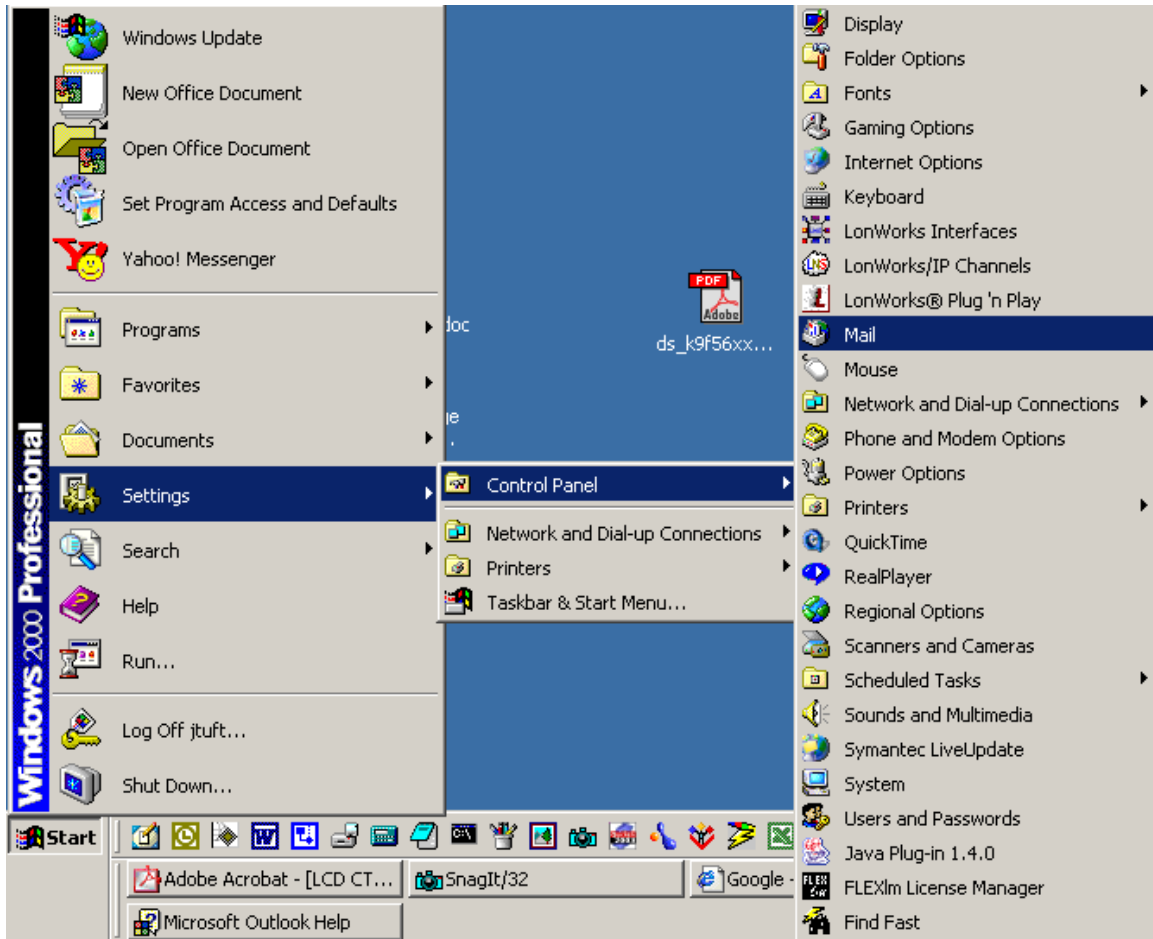 Windows 2000 Professional
Windows Update
New Office Document
Open Office Document
Set Program Access and Defaults
Yahoo! Messenger
Programs
Favorites
Documents
Settings
Search
Help
Run...
Log Off jtuft...
Shut Down...
doc
PDF
Adobe
ds_k9f56xx...
Control Panel
Network and Dial-up Connections
Printers
Taskbar & Start Menu...
Display
Folder Options
Fonts
Gaming Options
Internet Options
Keyboard
LonWorks Interfaces
LonWorks/IP Channels
LonWorks® Plug 'n Play
Mail
Mouse
Network and Dial-up Connections
Phone and Modem Options
Power Options
Printers
QuickTime
RealPlayer
Regional Options
Scanners and Cameras
Scheduled Tasks
Sounds and Multimedia
Symantec LiveUpdate
System
Users and Passwords
Java Plug-in 1.4.0
FLEXlm License Manager
Find Fast
Start
Adobe Acrobat - [LCD CT...
SnagIt/32
Google -
Microsoft Outlook Help